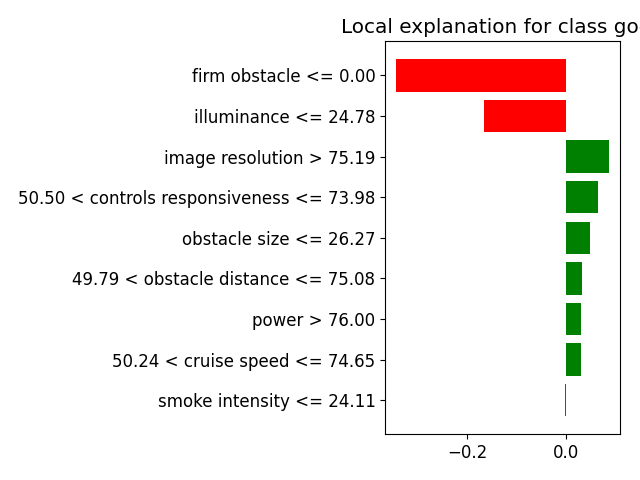 Local explanation for class go
firm obstacle <= 0.00
illuminance <= 24.78
image resolution > 75.19
50.50 < controls responsiveness <= 73.98
obstacle size <= 26.27
49.79 < obstacle distance <= 75.08
power > 76.00
50.24 < cruise speed <= 74.65
smoke intensity <= 24.11
−0.2 0.0